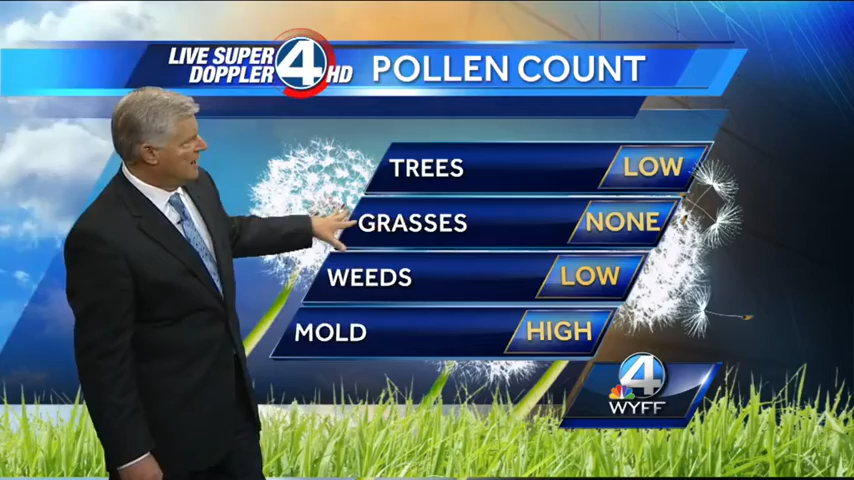 LIVE SUPER
DOPPLER 4 HD
POLLEN COUNT
TREES LOW
GRASSES NONE
WEEDS LOW
MOLD HIGH
4
WYFF